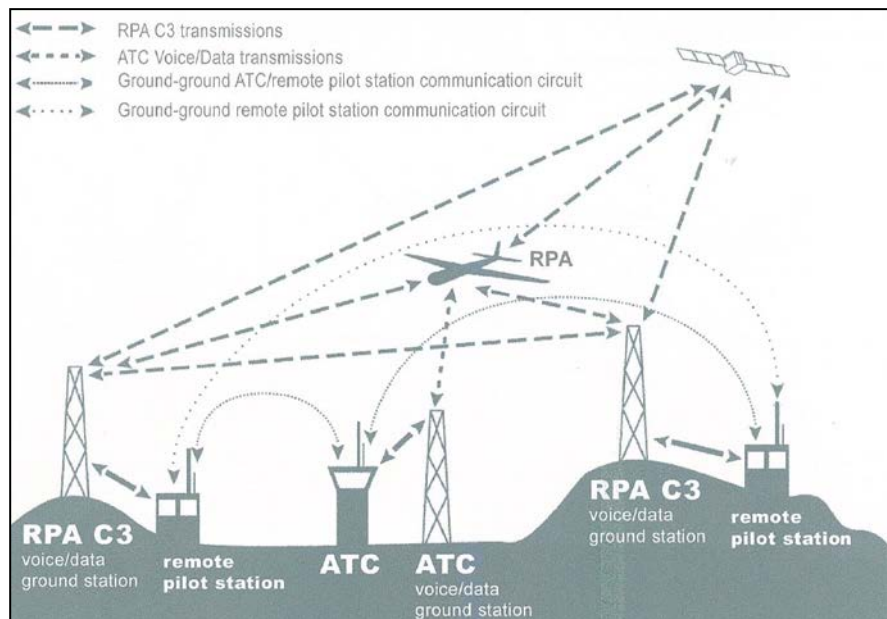 RPA C3 transmissions
ATC Voice/Data transmissions
Ground-ground ATC/remote pilot station communication circuit
Ground-ground remote pilot station communication circuit
RPA
RPA C3
voice/data
ground station
remote
pilot station
ATC
ATC
voice/data
ground station
RPA C3
voice/data
ground station
remote
pilot station